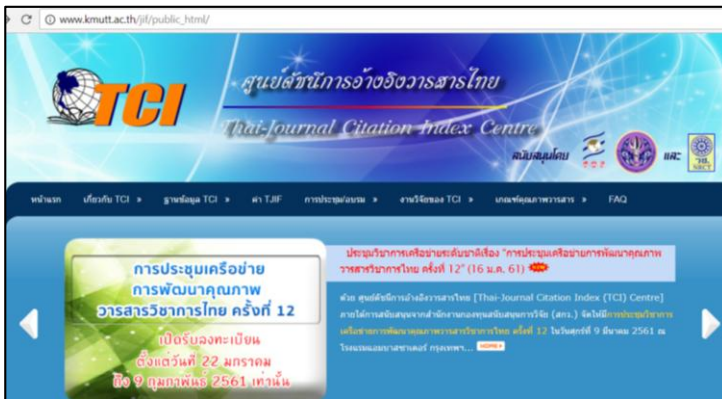 www.kmutt.ac.th/jif/public_html/
TCI
ศูนย์ดัชนีการอ้างอิงวารสารไทย
Thai-Journal Citation Index Centre
สนับสนุนโดย
และ
วช.
NRCT
หน้าแรก เกี่ยวกับ TCI » ฐานข้อมูล TCI » ค่า TJIF การประชุม/อบรม » งานวิจัยของ TCI » เกณฑ์คุณภาพวารสาร » FAQ
การประชุมเครือข่าย
การพัฒนาคุณภาพ
วารสารวิชาการไทย ครั้งที่ 12
เปิดรับลงทะเบียน
ตั้งแต่วันที่ 22 มกราคม
ถึง 9 กุมภาพันธ์ 2561 เท่านั้น
ประชุมวิชาการเครือข่ายระดับชาติเรื่อง "การประชุมเครือข่ายการพัฒนาคุณภาพ
วารสารวิชาการไทย ครั้งที่ 12" (16 ม.ค. 61)
ด้วย ศูนย์ดัชนีการอ้างอิงวารสารไทย [Thai-Journal Citation Index (TCI) Centre]
ภายใต้การสนับสนุนจากสำนักงานกองทุนสนับสนุนการวิจัย (สกว.) จัดให้มีการประชุมวิชาการ
เครือข่ายการพัฒนาคุณภาพวารสารวิชาการไทย ครั้งที่ 12 ในวันศุกร์ที่ 9 มีนาคม 2561 ณ
โรงแรมแอมบาสซาเดอร์ กรุงเทพฯ...